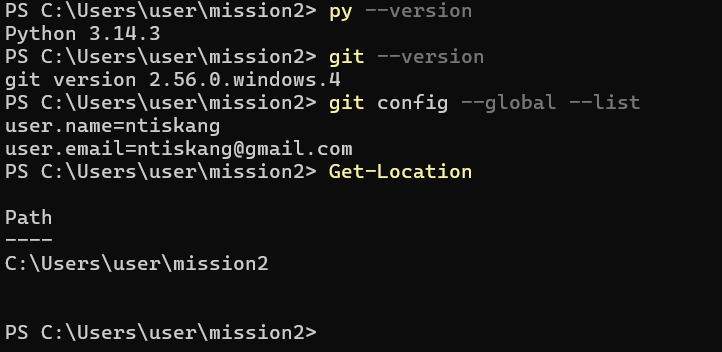 PS C:\Users\user\mission2> py --version
Python 3.14.3
PS C:\Users\user\mission2> git --version
git version 2.56.0.windows.4
PS C:\Users\user\mission2> git config --global --list
user.name=ntiskang
user.email=ntiskang@gmail.com
PS C:\Users\user\mission2> Get-Location
Path
----
C:\Users\user\mission2
PS C:\Users\user\mission2>